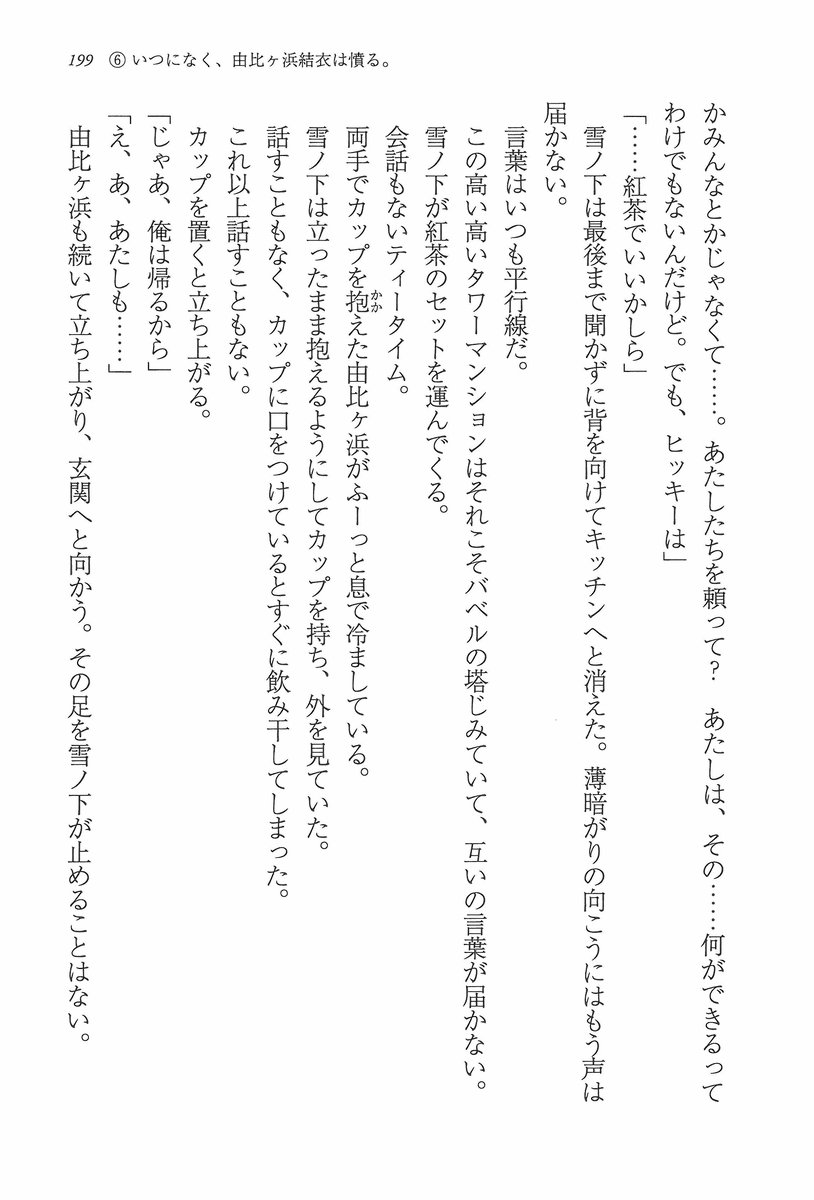 199　⑥ いつになく、由比ヶ浜結衣は憤る。
かみんなとかじゃなくて……。あたしたちを頼って？　あたしは、その……何ができるって
わけでもないんだけど。でも、ヒッキーは」
「……紅茶でいいかしら」
　雪ノ下は最後まで聞かずに背を向けてキッチンへと消えた。薄暗がりの向こうにはもう声は
届かない。
　言葉はいつも平行線だ。
　この高い高いタワーマンションはそれこそバベルの塔じみていて、互いの言葉が届かない。
　雪ノ下が紅茶のセットを運んでくる。
　会話もないティータイム。
　両手でカップを抱えた由比ヶ浜がふーっと息で冷ましている。
かか
　雪ノ下は立ったまま抱えるようにしてカップを持ち、外を見ていた。
　話すこともなく、カップに口をつけているとすぐに飲み干してしまった。
　これ以上話すこともない。
　カップを置くと立ち上がる。
「じゃあ、俺は帰るから」
「え、あ、あたしも……」
　由比ヶ浜も続いて立ち上がり、玄関へと向かう。その足を雪ノ下が止めることはない。